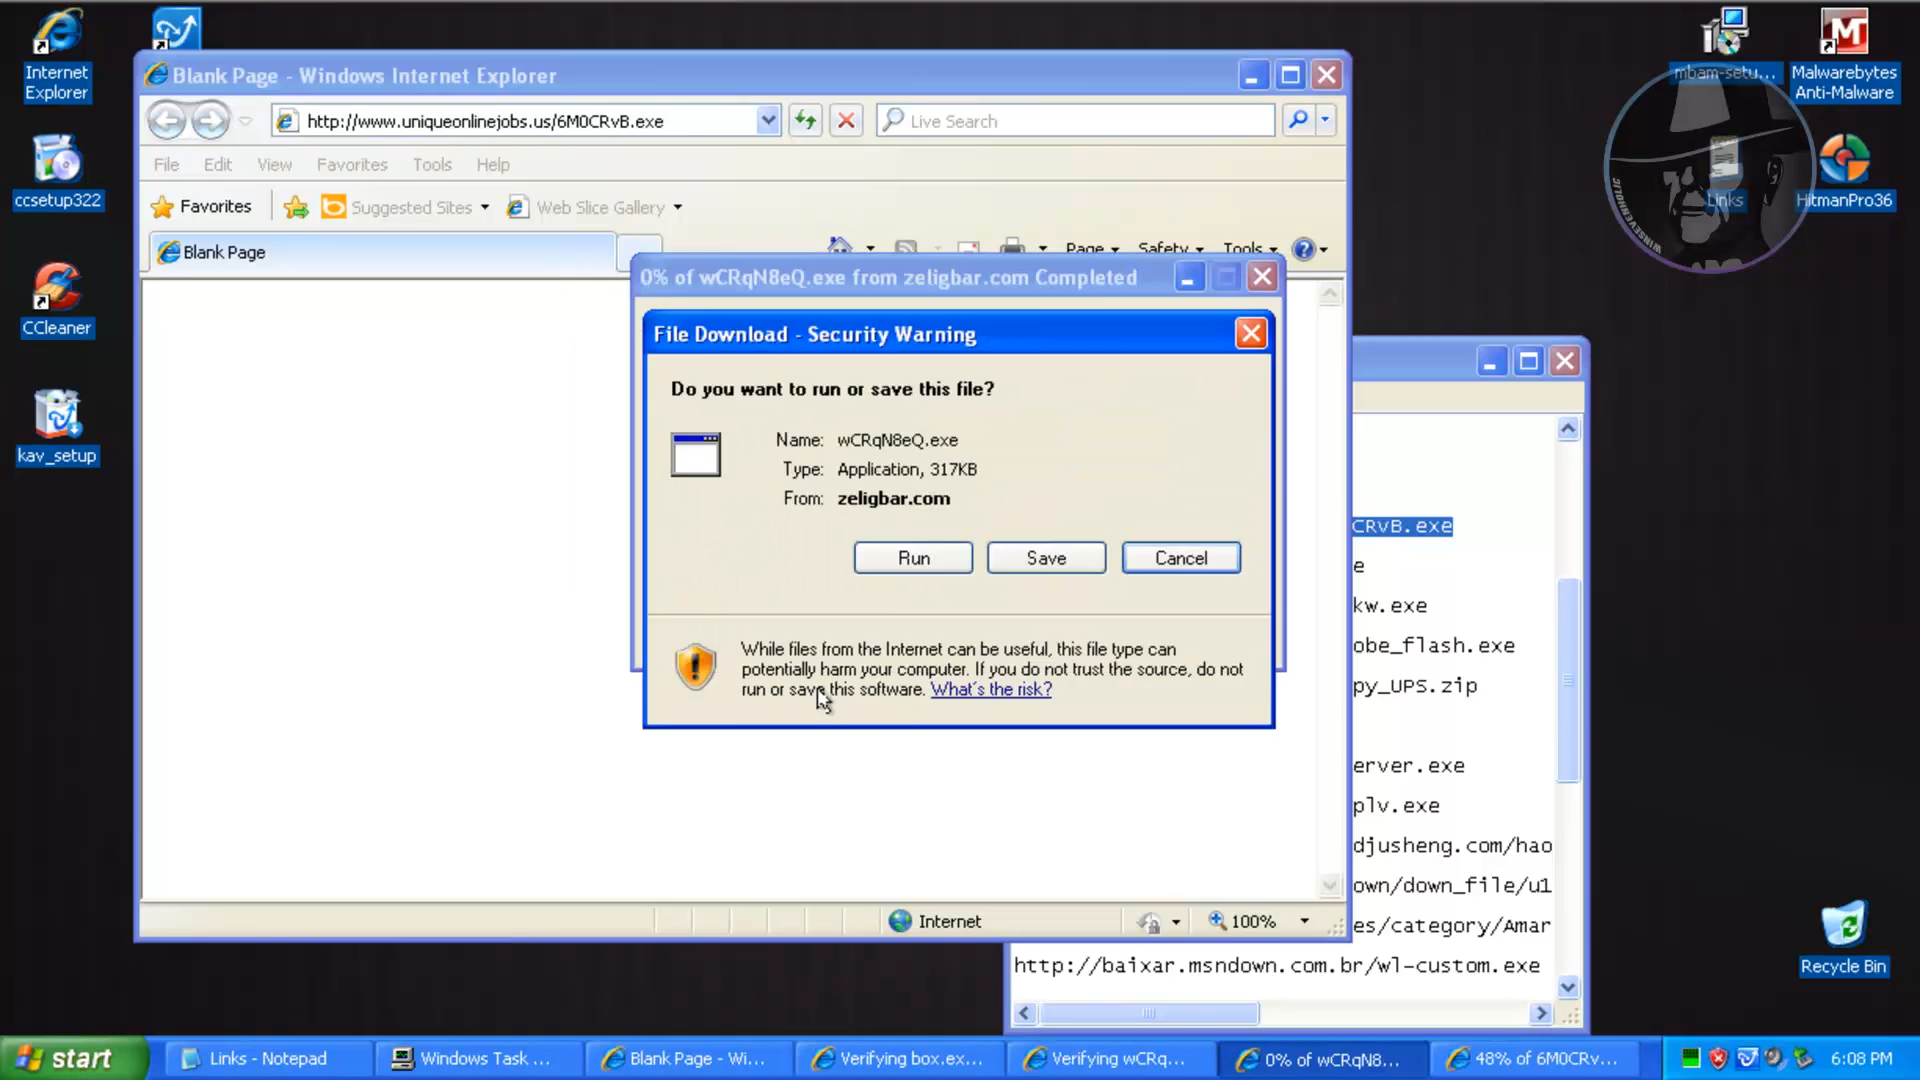 Internet
Explorer
ccsetup322
CCleaner
kav_setup
mbam-setu...
Malwarebytes
Anti-Malware
Links
HitmanPro36
Recycle Bin
Blank Page - Windows Internet Explorer
http://www.uniqueonlinejobs.us/6M0CRvB.exe
Live Search
File Edit View Favorites Tools Help
Favorites
Suggested Sites
Web Slice Gallery
Blank Page
Page Safety Tools
0% of wCRqN8eQ.exe from zeligbar.com Completed
File Download - Security Warning
Do you want to run or save this file?
Name: wCRqN8eQ.exe
Type: Application, 317KB
From: zeligbar.com
Run Save Cancel
While files from the Internet can be useful, this file type can
potentially harm your computer. If you do not trust the source, do not
run or save this software. What's the risk?
Internet
100%
CRvB.exe
e
kw.exe
obe_flash.exe
py_UPS.zip
erver.exe
plv.exe
djusheng.com/hao
own/down_file/u1
es/category/Amar
http://baixar.msndown.com.br/wl-custom.exe
start
Links - Notepad
Windows Task ...
Blank Page - Wi...
Verifying box.ex...
Verifying wCRq...
0% of wCRqN8...
48% of 6M0CRv...
6:08 PM